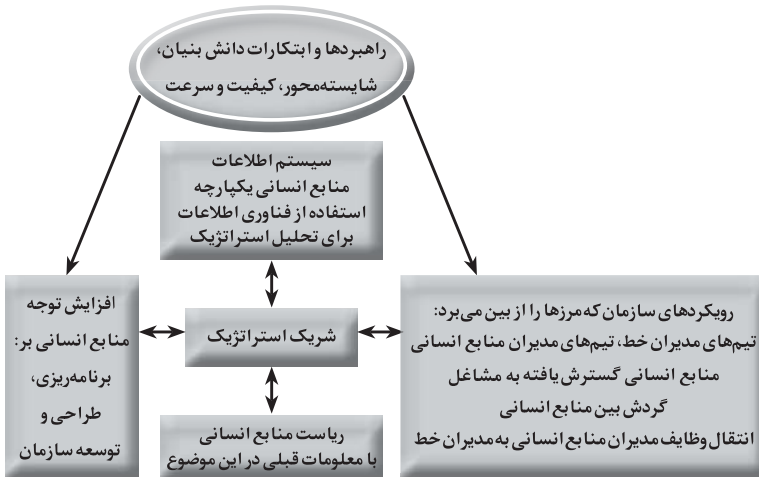 راهبردها و ابتکارات دانش بنیان،
شایسته‌محور، کیفیت و سرعت
سیستم اطلاعات
منابع انسانی یکپارچه
استفاده از فناوری اطلاعات
برای تحلیل استراتژیک
رویکردهای سازمان که مرزها را از بین می‌برد:
تیم‌های مدیران خط، تیم‌های مدیران منابع انسانی
منابع انسانی گسترش یافته به مشاغل
گردش بین منابع انسانی
انتقال وظایف مدیران منابع انسانی به مدیران خط
شریک استراتژیک
افزایش توجه
منابع انسانی بر:
برنامه‌ریزی،
طراحی و
توسعه سازمان
ریاست منابع انسانی
با معلومات قبلی در این موضوع